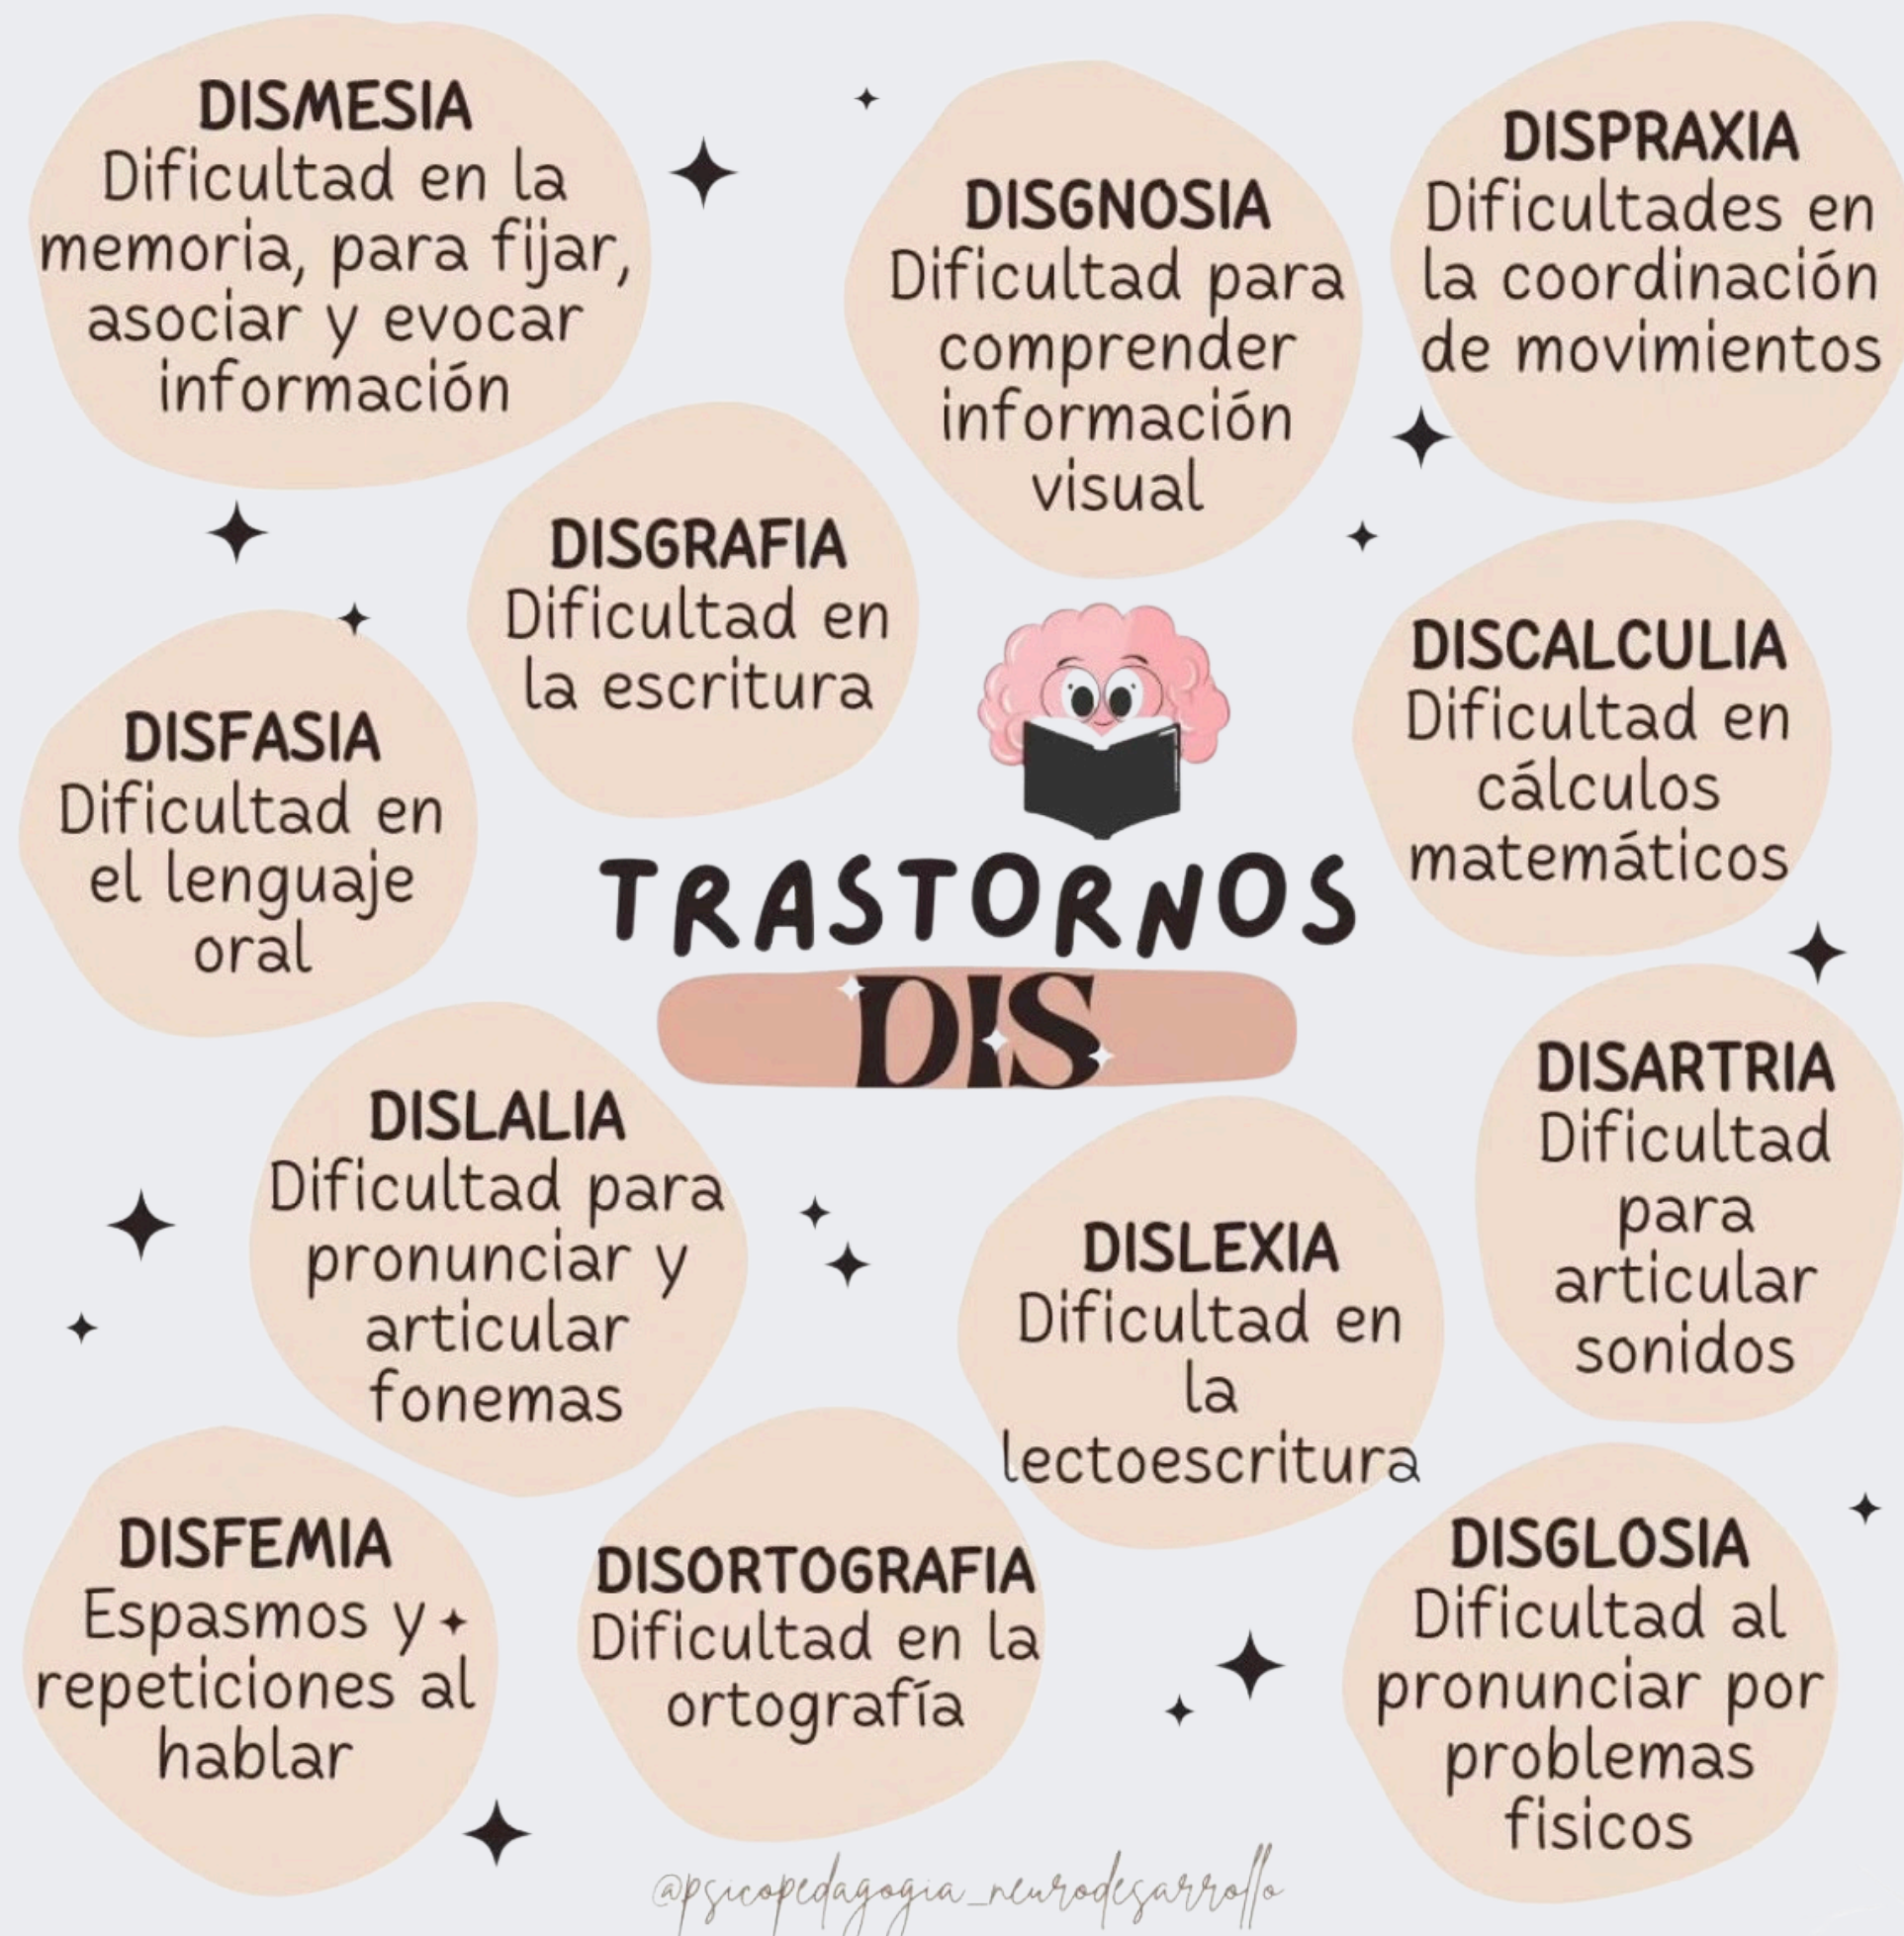 DISMESIA
Dificultad en la
memoria, para fijar,
asociar y evocar
información
DISGNOSIA
Dificultad para
comprender
información
visual
DISPRAXIA
Dificultades en
la coordinación
de movimientos
DISGRAFIA
Dificultad en
la escritura
DISCALCULIA
Dificultad en
cálculos
matemáticos
DISFASIA
Dificultad en
el lenguaje
oral
TRASTORNOS
DIS
DISLALIA
Dificultad para
pronunciar y
articular
fonemas
DISLEXIA
Dificultad en
la
lectoescritura
DISARTRIA
Dificultad
para
articular
sonidos
DISFEMIA
Espasmos y
repeticiones al
hablar
DISORTOGRAFIA
Dificultad en la
ortografía
DISGLOSIA
Dificultad al
pronunciar por
problemas
fisicos
@psicopedagogia_neurodesarrollo